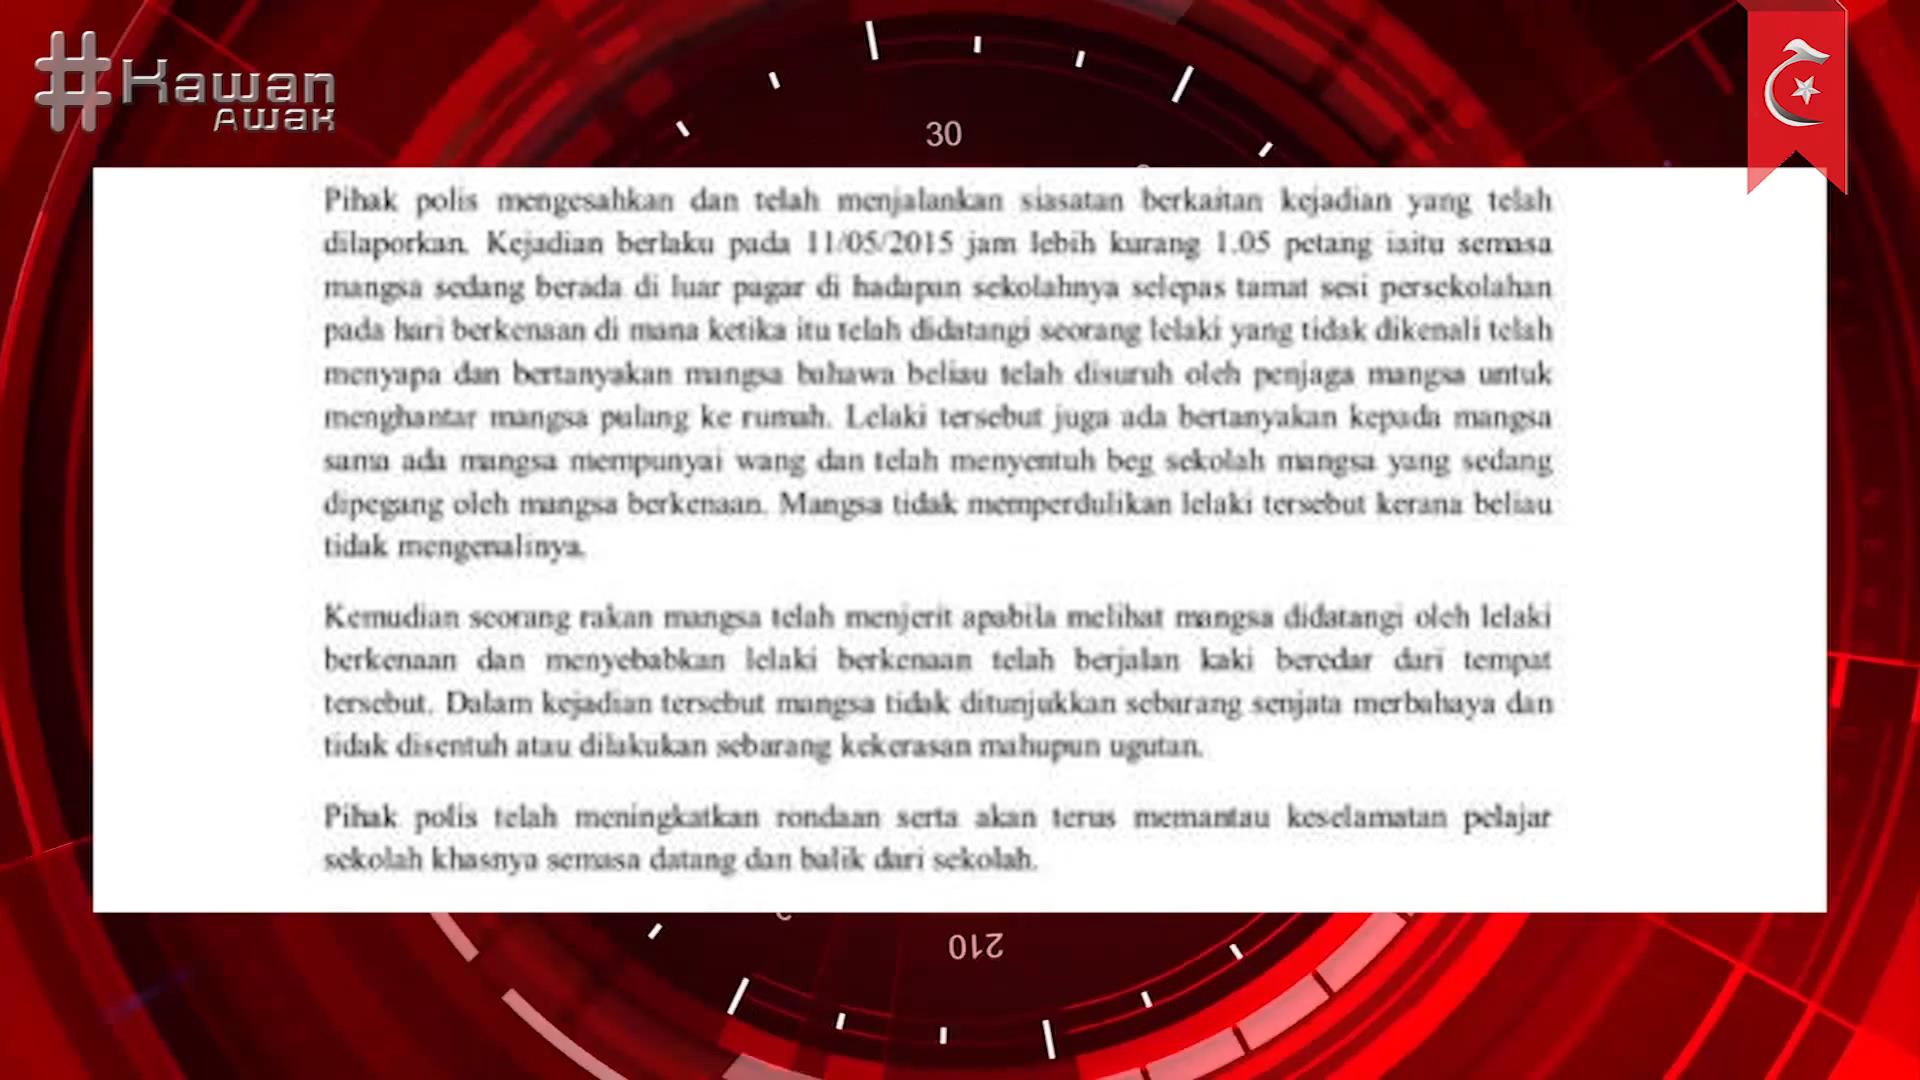 #Kawan
Awak
30
Pihak polis mengesahkan dan telah menjalankan siasatan berkaitan kejadian yang telah
dilaporkan. Kejadian berlaku pada 11/05/2015 jam lebih kurang 1.05 petang iaitu semasa
mangsa sedang berada di luar pagar di hadapan sekolahnya selepas tamat sesi persekolahan
pada hari berkenaan di mana ketika itu telah didatangi seorang lelaki yang tidak dikenali telah
menyapa dan bertanyakan mangsa bahawa beliau telah disuruh oleh penjaga mangsa untuk
menghantar mangsa pulang ke rumah. Lelaki tersebut juga ada bertanyakan kepada mangsa
sama ada mangsa mempunyai wang dan telah menyentuh beg sekolah mangsa yang sedang
dipegang oleh mangsa berkenaan. Mangsa tidak memperdulikan lelaki tersebut kerana beliau
tidak mengenalinya.
Kemudian seorang rakan mangsa telah menjerit apabila melihat mangsa didatangi oleh lelaki
berkenaan dan menyebabkan lelaki berkenaan telah berjalan kaki beredar dari tempat
tersebut. Dalam kejadian tersebut mangsa tidak ditunjukkan sebarang senjata merbahaya dan
tidak disentuh atau dilakukan sebarang kekerasan mahupun ugutan.
Pihak polis telah meningkatkan rondaan serta akan terus memantau keselamatan pelajar
sekolah khasnya semasa datang dan balik dari sekolah.
210